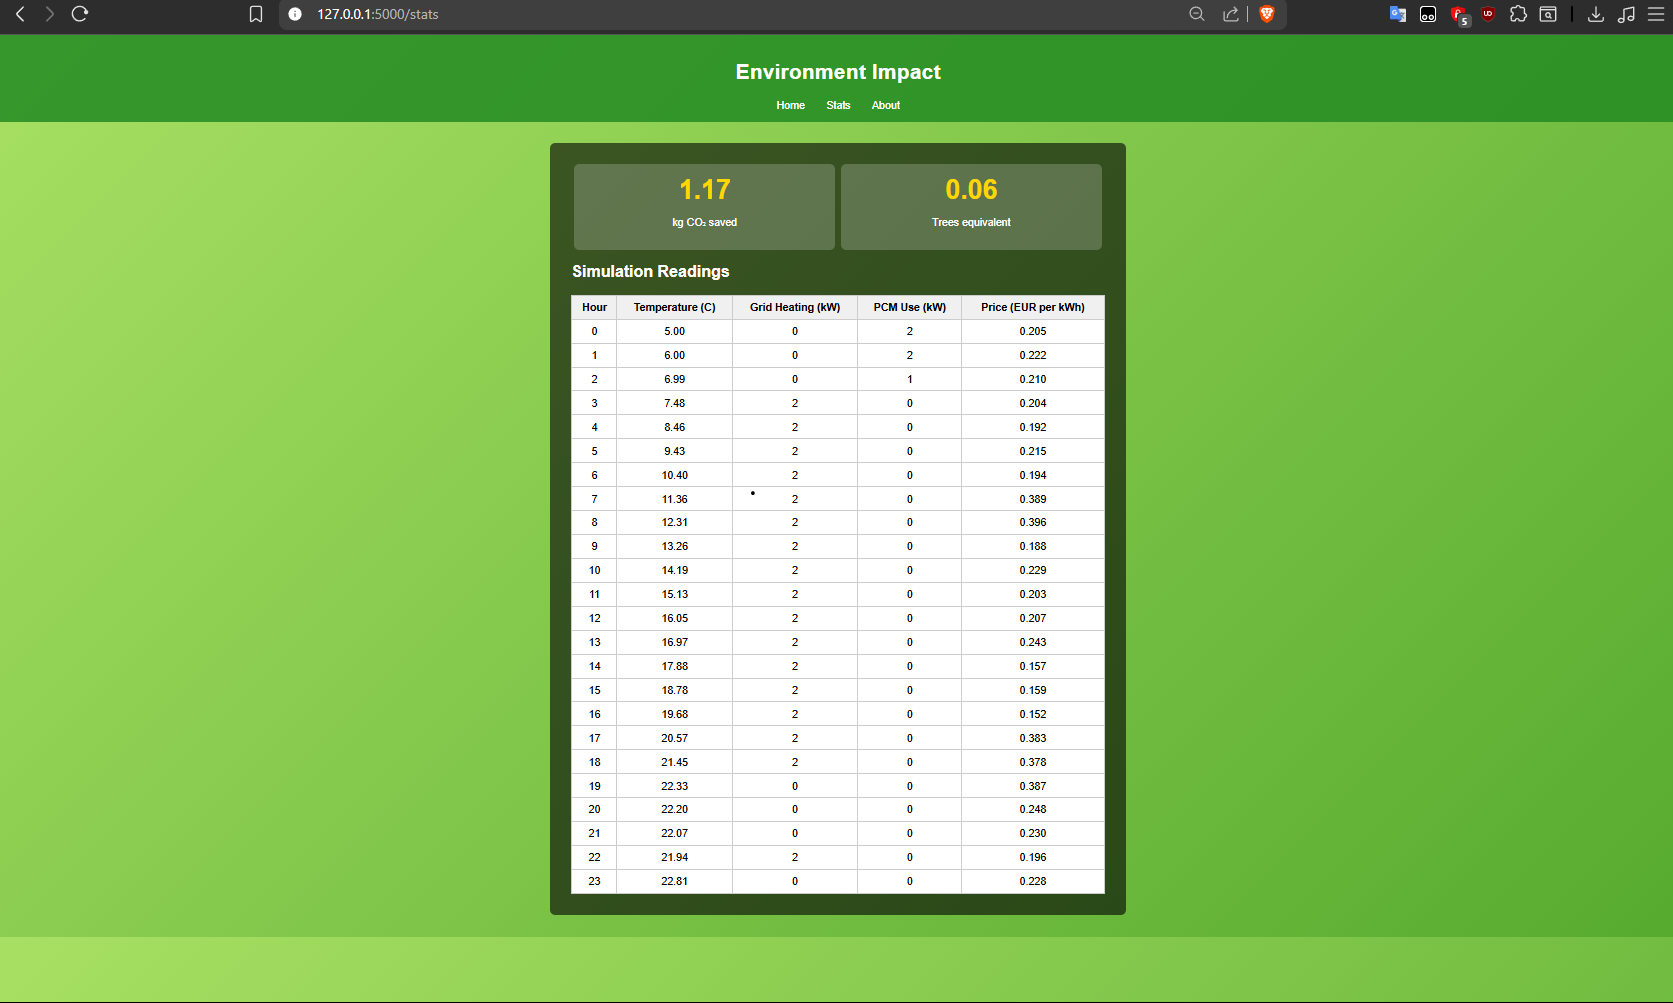 127.0.0.1:5000/stats
5
Environment Impact
Home Stats About
1.17 0.06
kg CO₂ saved Trees equivalent
Simulation Readings
Hour Temperature (C) Grid Heating (kW) PCM Use (kW) Price (EUR per kWh)
0 5.00 0 2 0.205
1 6.00 0 2 0.222
2 6.99 0 1 0.210
3 7.48 2 0 0.204
4 8.46 2 0 0.192
5 9.43 2 0 0.215
6 10.40 2 0 0.194
7 11.36 2 0 0.389
8 12.31 2 0 0.396
9 13.26 2 0 0.188
10 14.19 2 0 0.229
11 15.13 2 0 0.203
12 16.05 2 0 0.207
13 16.97 2 0 0.243
14 17.88 2 0 0.157
15 18.78 2 0 0.159
16 19.68 2 0 0.152
17 20.57 2 0 0.383
18 21.45 2 0 0.378
19 22.33 0 0 0.387
20 22.20 0 0 0.248
21 22.07 0 0 0.230
22 21.94 2 0 0.196
23 22.81 0 0 0.228